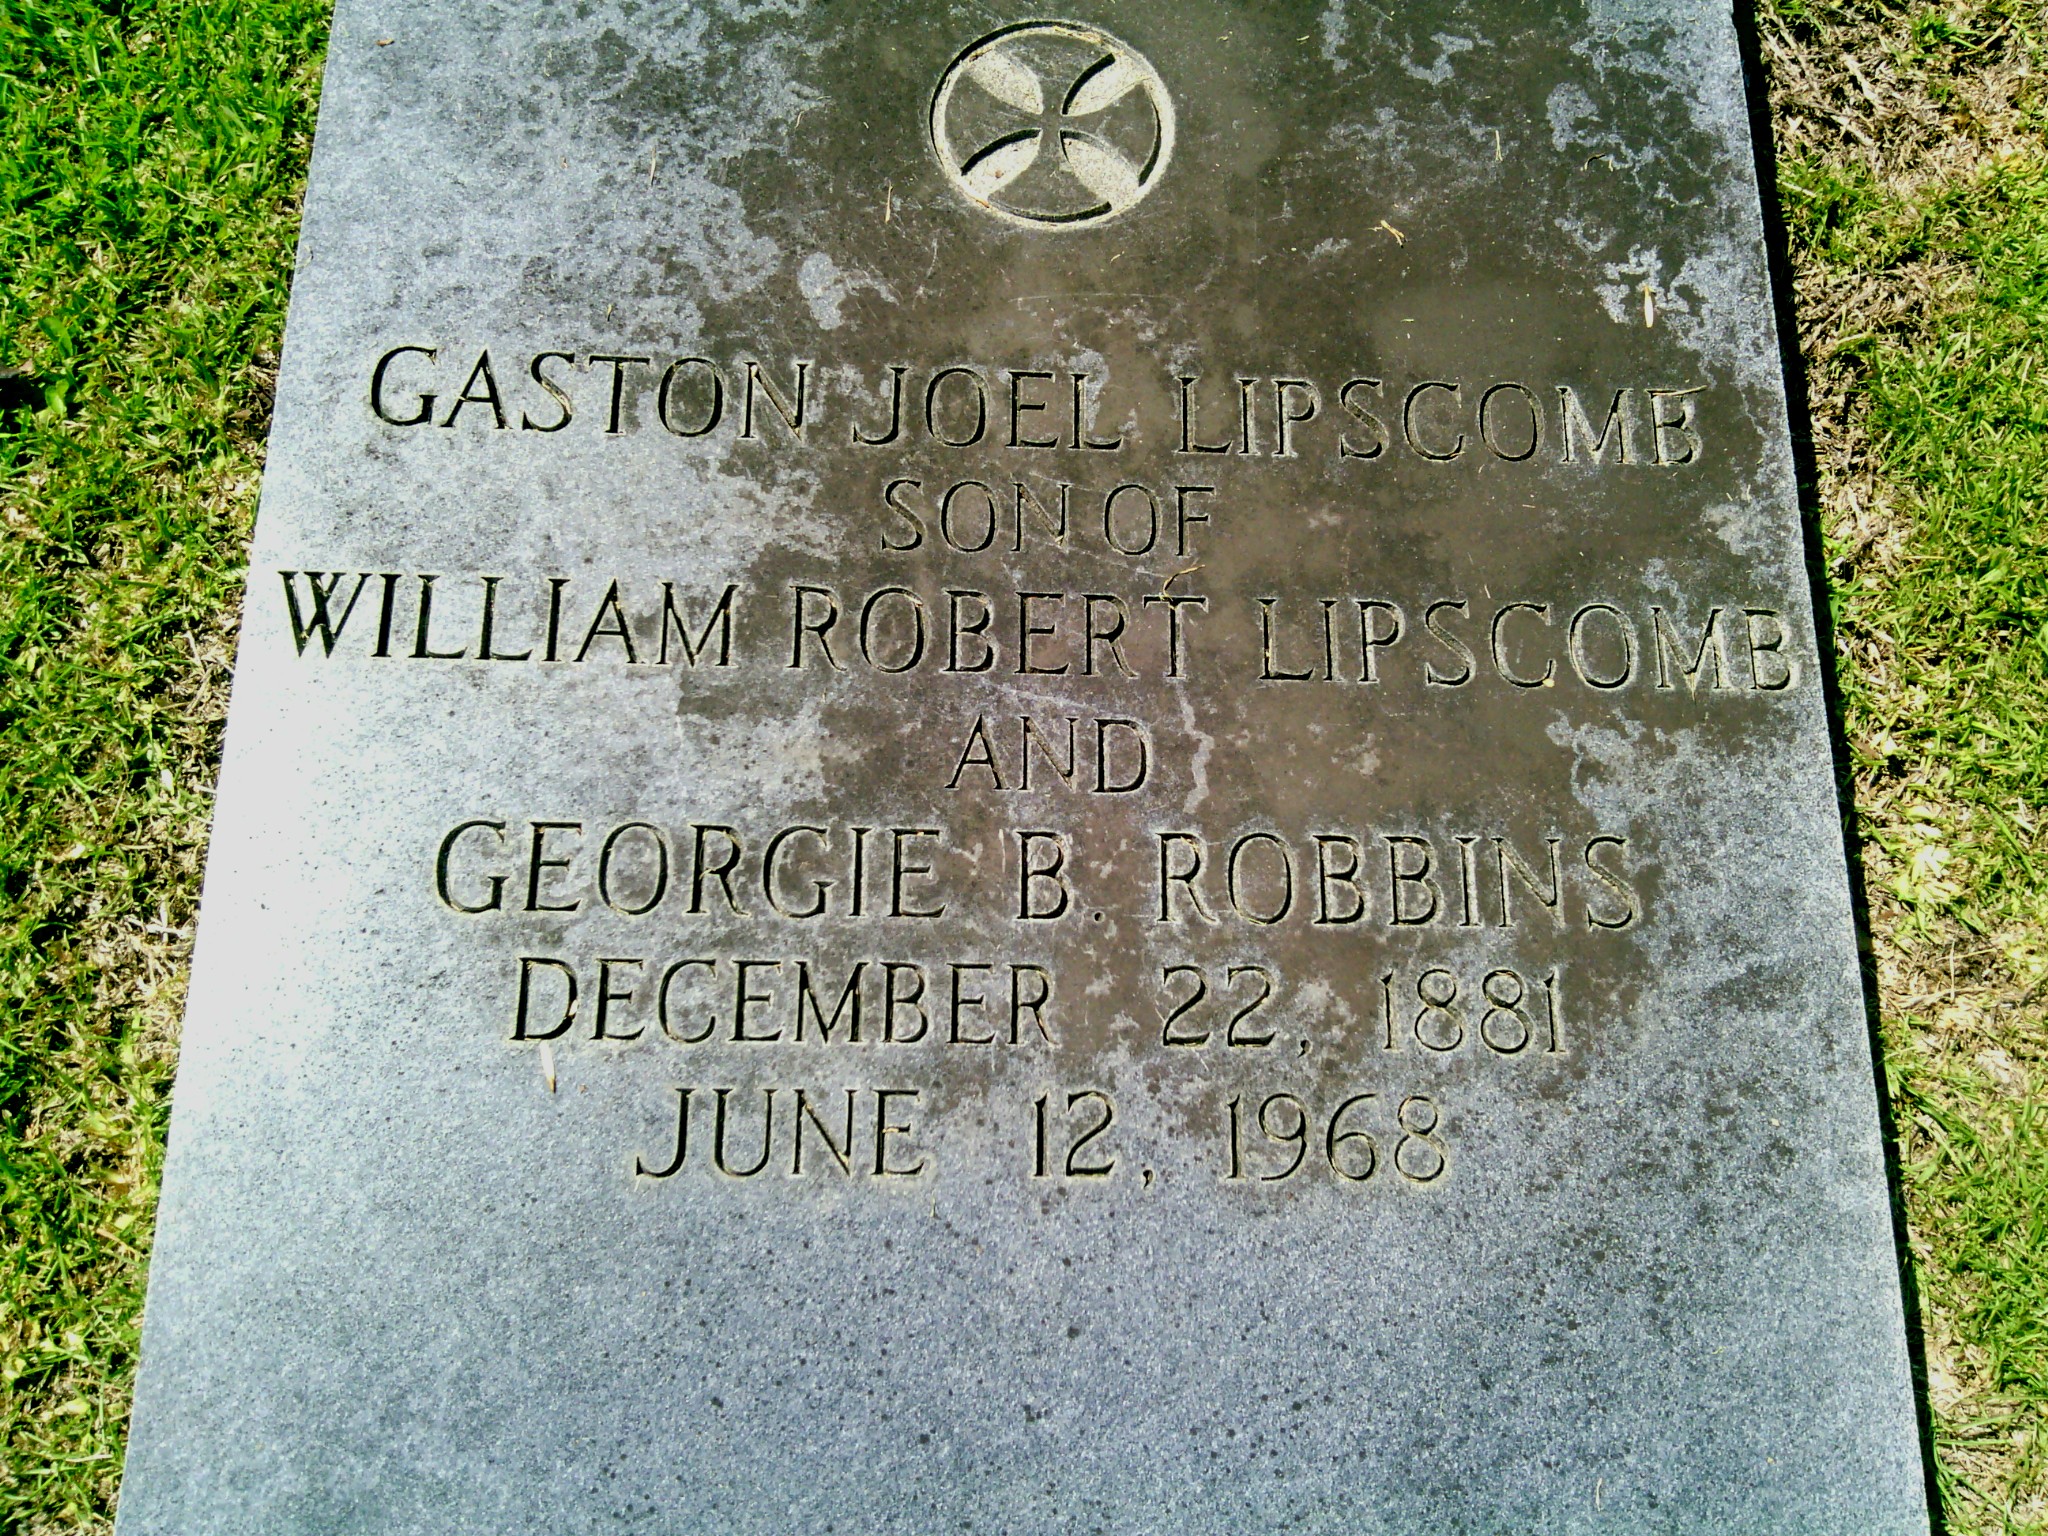 GASTON JOEL LIPSCOMB
SON OF
WILLIAM ROBERT LIPSCOMB
AND
GEORGIE B. ROBBINS
DECEMBER 22, 1881
JUNE 12, 1968